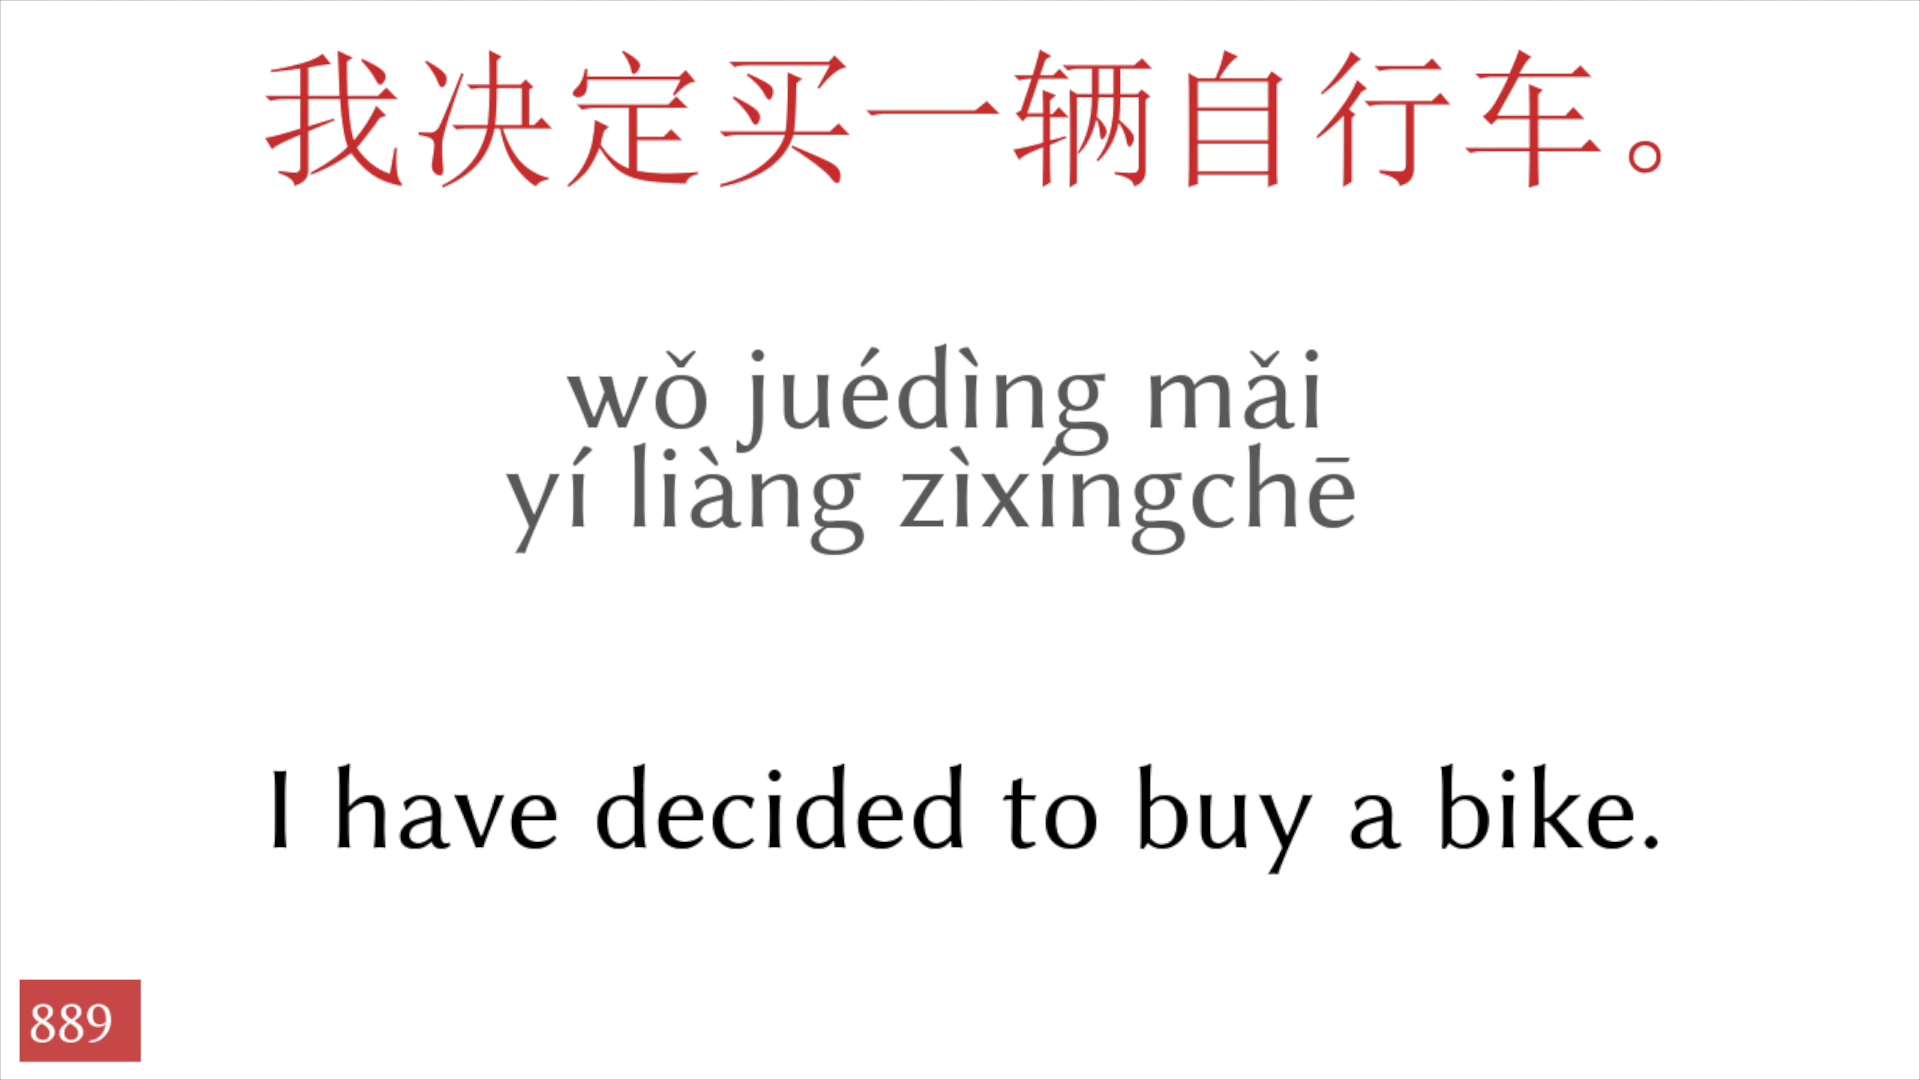 我决定买一辆自行车。
wǒ juédìng mǎi
yí liàng zìxíngchē
I have decided to buy a bike.
889